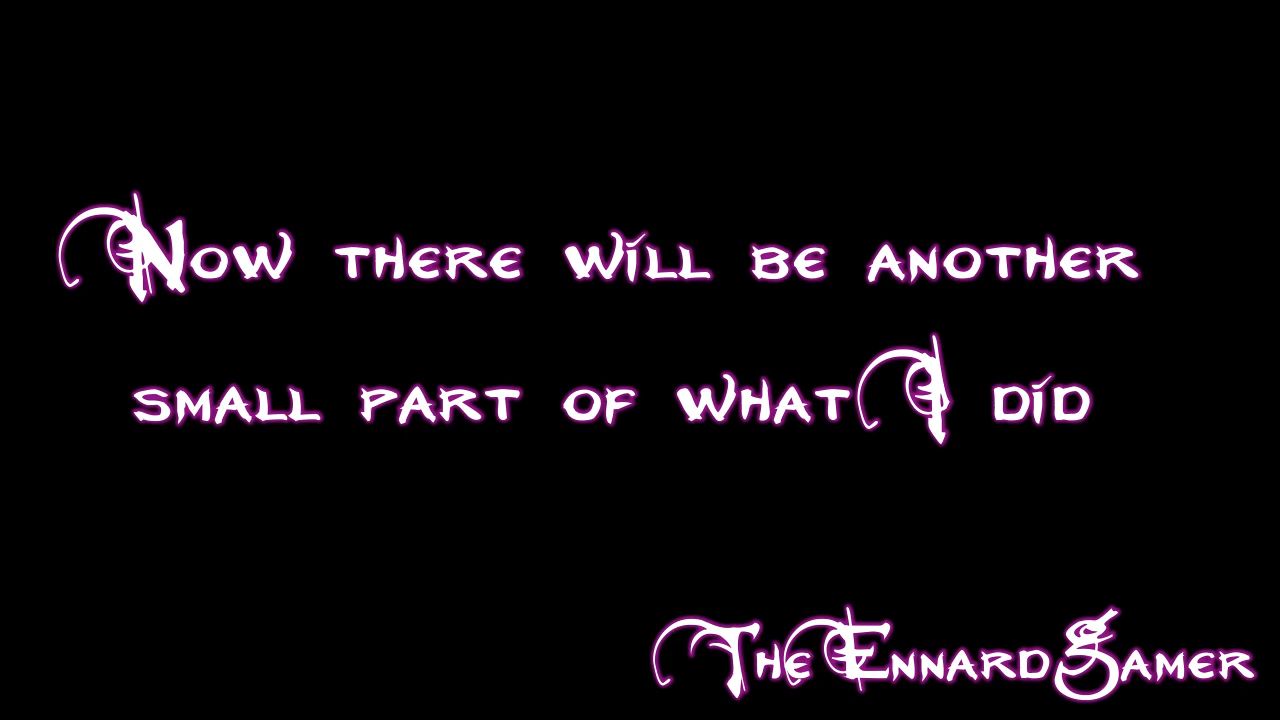 Now there will be another
small part of what I did
TheEnnardGamer